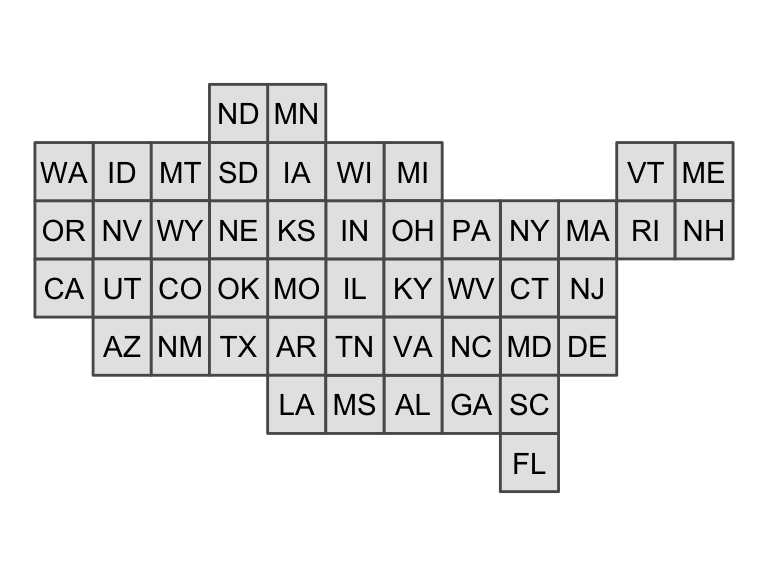 ND MN
WA ID MT SD IA WI MI VT ME
OR NV WY NE KS IN OH PA NY MA RI NH
CA UT CO OK MO IL KY WV CT NJ
AZ NM TX AR TN VA NC MD DE
LA MS AL GA SC
FL